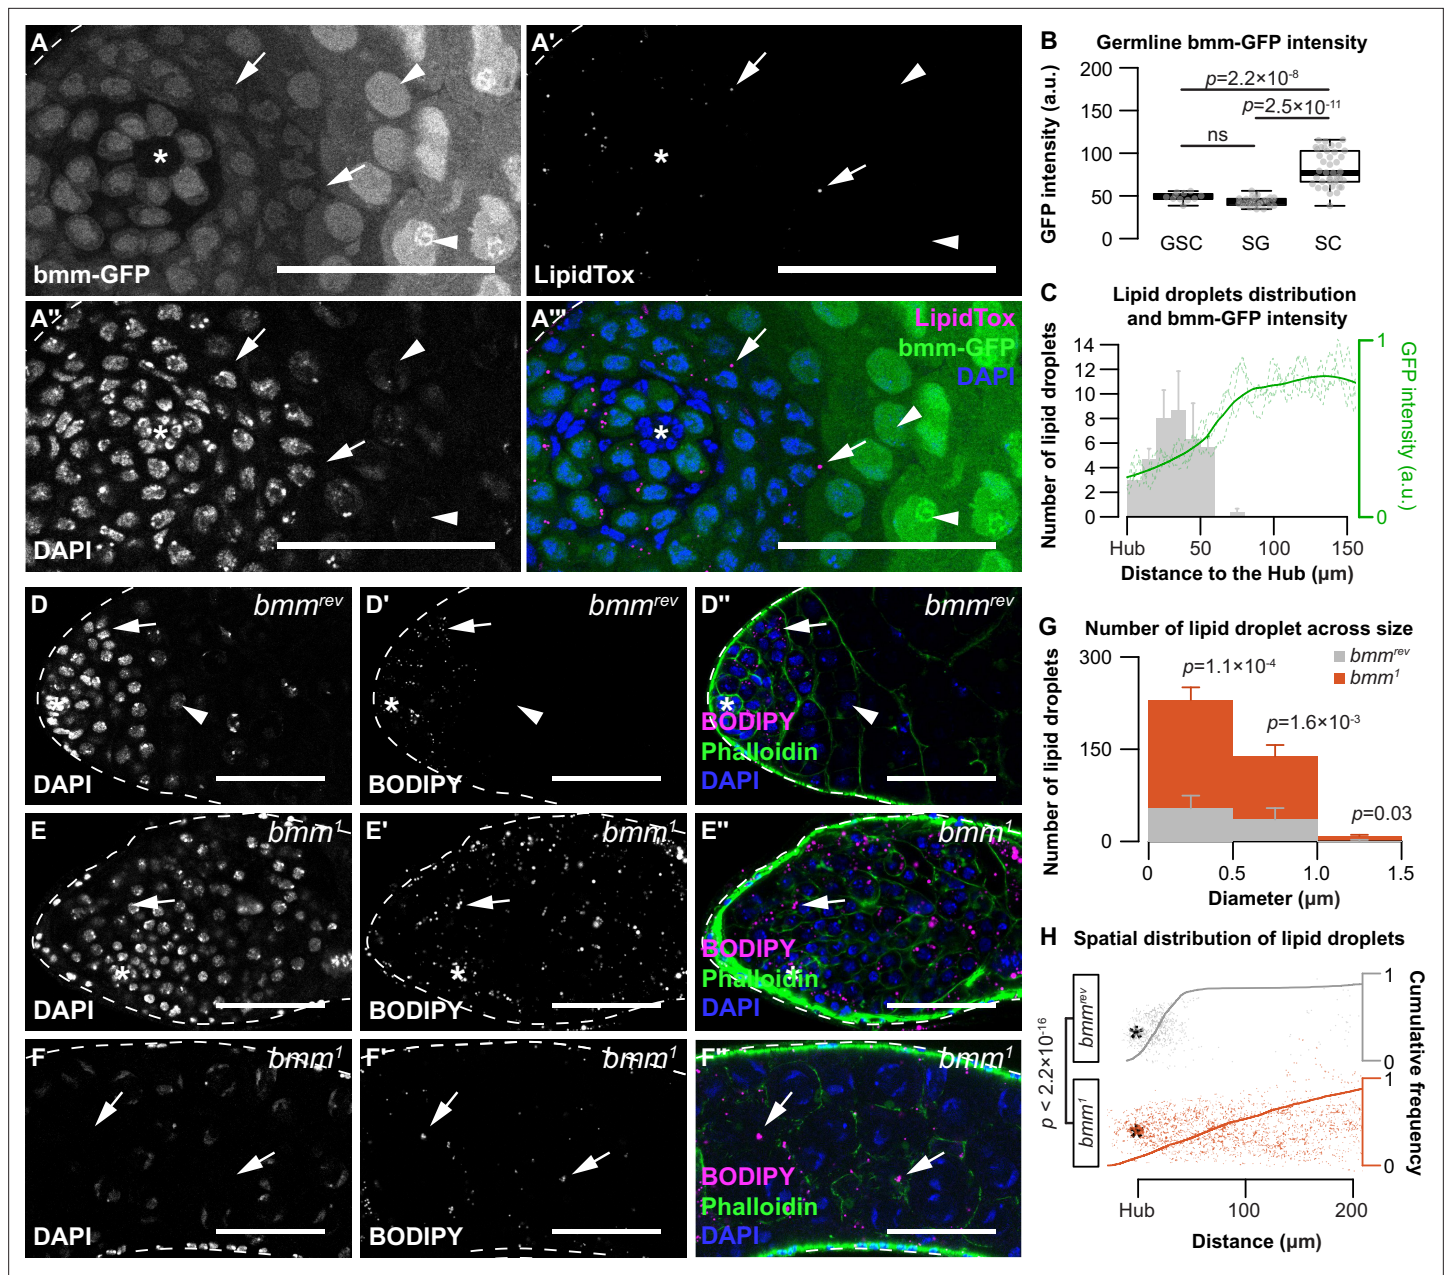 A
*
bmm-GFP
A'
*
LipidTox
A''
*
DAPI
A'''
LipidTox
bmm-GFP
DAPI
*
B Germline bmm-GFP intensity
GFP intensity (a.u.)
200
150
100
50
0
p=2.2×10⁻⁸
p=2.5×10⁻¹¹
ns
GSC SG SC
C Lipid droplets distribution
and bmm-GFP intensity
Number of lipid droplets
14
12
10
8
6
4
2
0
1
0
GFP intensity (a.u.)
Hub 50 100 150
Distance to the Hub (µm)
D bmmʳᵉᵛ
*
DAPI
D' bmmʳᵉᵛ
*
BODIPY
D'' bmmʳᵉᵛ
*
BODIPY
Phalloidin
DAPI
E bmm¹
*
DAPI
E' bmm¹
*
BODIPY
E'' bmm¹
*
BODIPY
Phalloidin
DAPI
F bmm¹
DAPI
F' bmm¹
BODIPY
F'' bmm¹
BODIPY
Phalloidin
DAPI
G Number of lipid droplet across size
Number of lipid droplets
300
150
0
bmmʳᵉᵛ
bmm¹
p=1.1×10⁻⁴
p=1.6×10⁻³
p=0.03
0 0.5 1.0 1.5
Diameter (µm)
H Spatial distribution of lipid droplets
p < 2.2×10⁻¹⁶
bmmʳᵉᵛ
bmm¹
*
*
1
0
1
0
Cumulative frequency
Hub 100 200
Distance (µm)